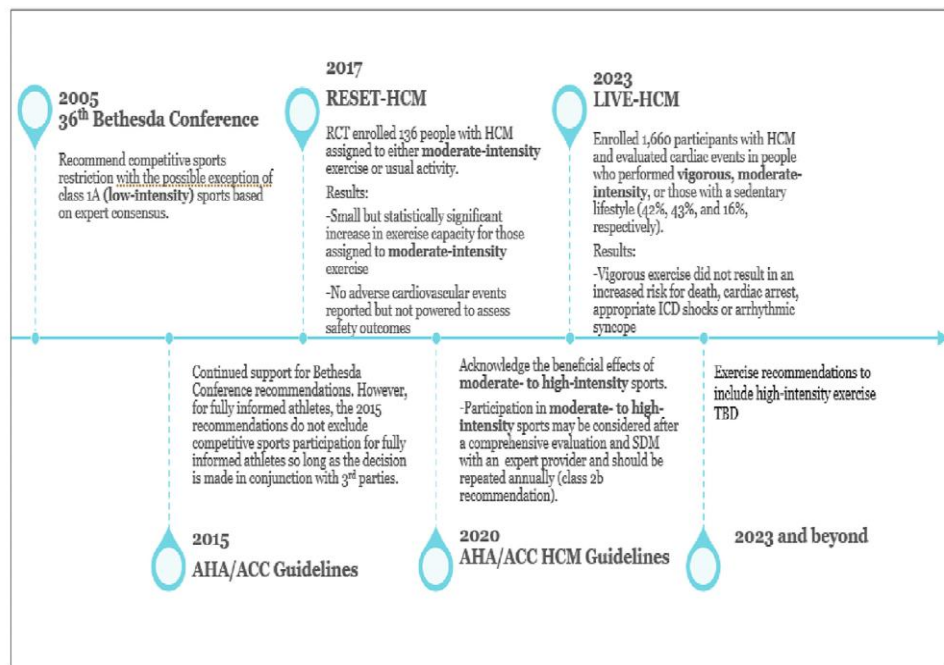 2005
36th Bethesda Conference
Recommend competitive sports
restriction with the possible exception of
class 1A (low-intensity) sports based
on expert consensus.
2017
RESET-HCM
RCT enrolled 136 people with HCM
assigned to either moderate-intensity
exercise or usual activity.
Results:
-Small but statistically significant
increase in exercise capacity for those
assigned to moderate-intensity
exercise
-No adverse cardiovascular events
reported but not powered to assess
safety outcomes
2023
LIVE-HCM
Enrolled 1,660 participants with HCM
and evaluated cardiac events in people
who performed vigorous, moderate-
intensity, or those with a sedentary
lifestyle (42%, 43%, and 16%,
respectively).
Results:
-Vigorous exercise did not result in an
increased risk for death, cardiac arrest,
appropriate ICD shocks or arrhythmic
syncope
Continued support for Bethesda
Conference recommendations. However,
for fully informed athletes, the 2015
recommendations do not exclude
competitive sports participation for fully
informed athletes so long as the decision
is made in conjunction with 3rd parties.
2015
AHA/ACC Guidelines
Acknowledge the beneficial effects of
moderate- to high-intensity sports.
-Participation in moderate- to high-
intensity sports may be considered after
a comprehensive evaluation and SDM
with an expert provider and should be
repeated annually (class 2b
recommendation).
2020
AHA/ACC HCM Guidelines
Exercise recommendations to
include high-intensity exercise
TBD
2023 and beyond